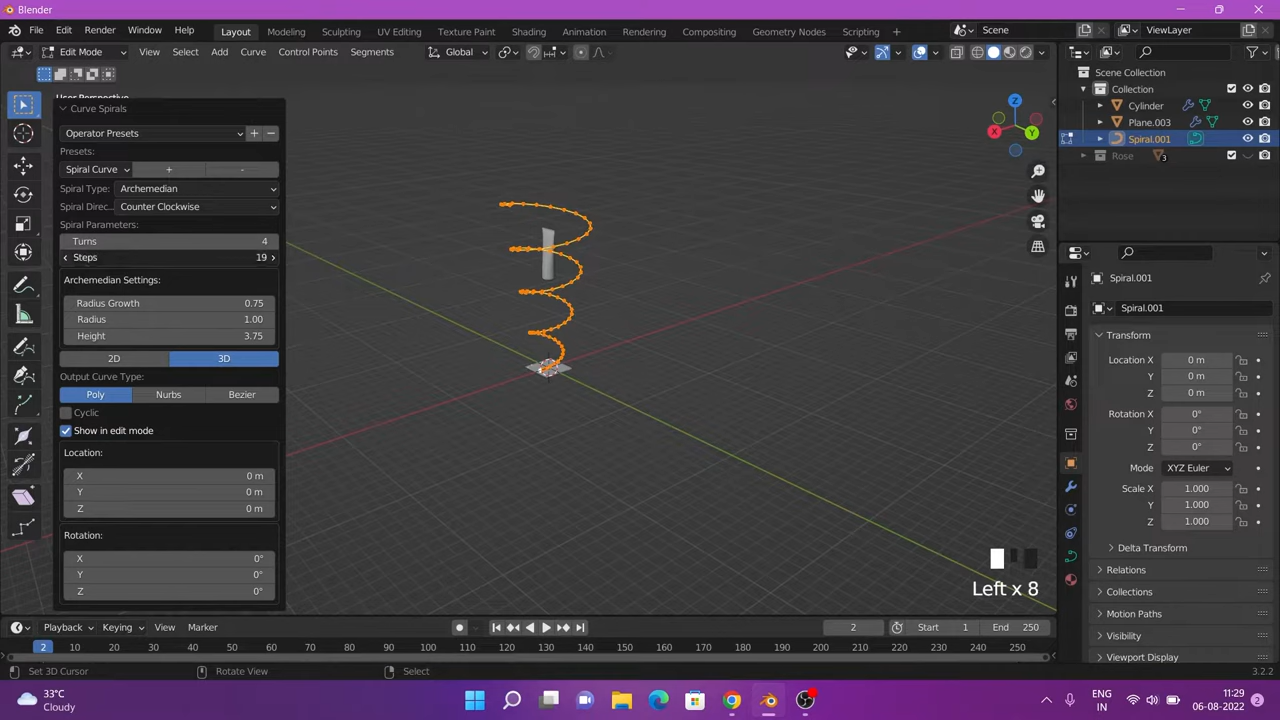 Blender
File Edit Render Window Help Layout Modeling Sculpting UV Editing Texture Paint Shading Animation Rendering Compositing Geometry Nodes Scripting + Scene ViewLayer
Edit Mode View Select Add Curve Control Points Segments Global
User Perspective
Curve Spirals
Operator Presets + −
Presets:
Spiral Curve + -
Spiral Type: Archemedian
Spiral Direc... Counter Clockwise
Spiral Parameters:
Turns 4
Steps 19
Archemedian Settings:
Radius Growth 0.75
Radius 1.00
Height 3.75
2D 3D
Output Curve Type:
Poly Nurbs Bezier
Cyclic
Show in edit mode
Location:
X 0 m
Y 0 m
Z 0 m
Rotation:
X 0°
Y 0°
Z 0°
Z
X Y
Left x 8
Scene Collection
Collection
Cylinder
Plane.003
Spiral.001
Rose 3
Spiral.001
Spiral.001
Transform
Location X 0 m
Y 0 m
Z 0 m
Rotation X 0°
Y 0°
Z 0°
Mode XYZ Euler
Scale X 1.000
Y 1.000
Z 1.000
Delta Transform
Relations
Collections
Motion Paths
Visibility
Viewport Display
Playback Keying View Marker 2 Start 1 End 250
2 10 20 30 40 50 60 70 80 90 100 110 120 130 140 150 160 170 180 190 200 210 220 230 240 250
Set 3D Cursor Rotate View Select 3.2.2
33°C
Cloudy
ENG
IN
11:29
06-08-2022
2